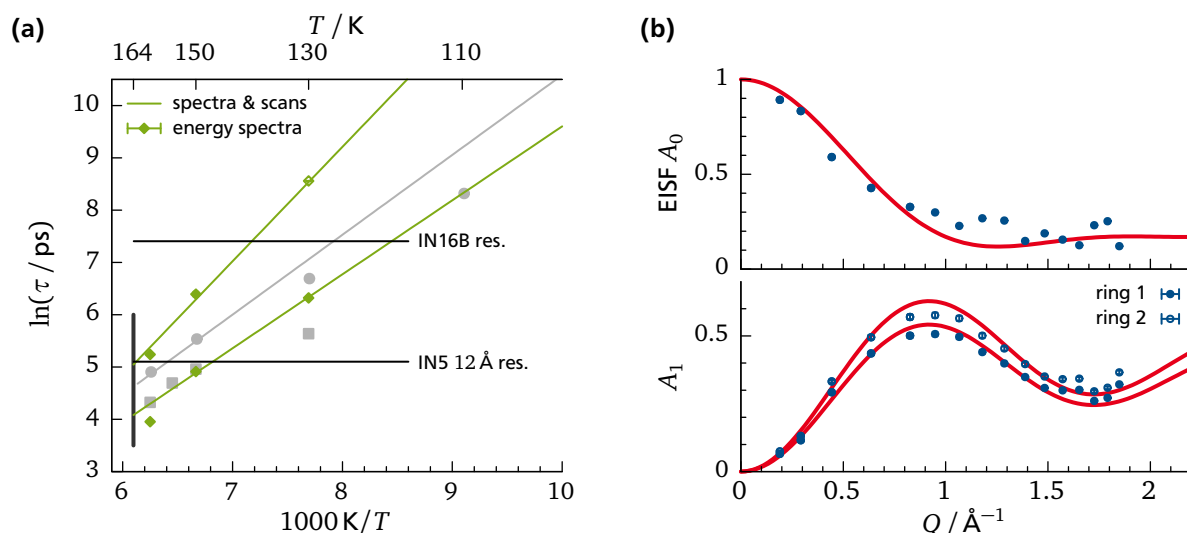 (a)
T / K
164 150 130 110
10
9
8
7
6
5
4
3
ln(τ / ps)
spectra & scans
energy spectra
IN16B res.
IN5 12 Å res.
6 7 8 9 10
1000 K/T
(b)
1
0.5
0
EISF A₀
ring 1
ring 2
0.5
0
A₁
0 0.5 1 1.5 2
Q / Å⁻¹